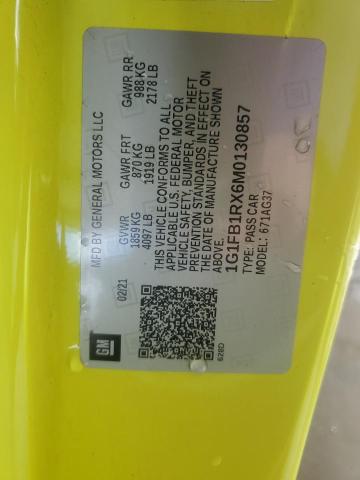 MFD BY GENERAL MOTORS LLC
GVWR GAWR FRT GAWR RR
1859 KG 870 KG 988 KG
4097 LB 1919 LB 2178 LB
THIS VEHICLE CONFORMS TO ALL
APPLICABLE U.S. FEDERAL MOTOR
VEHICLE SAFETY, BUMPER, AND THEFT
PREVENTION STANDARDS IN EFFECT ON
THE DATE OF MANUFACTURE SHOWN
ABOVE.
02/21
1G1FB1RX6M0130857
TYPE: PASS CAR
MODEL: 671AG37
GM
628D